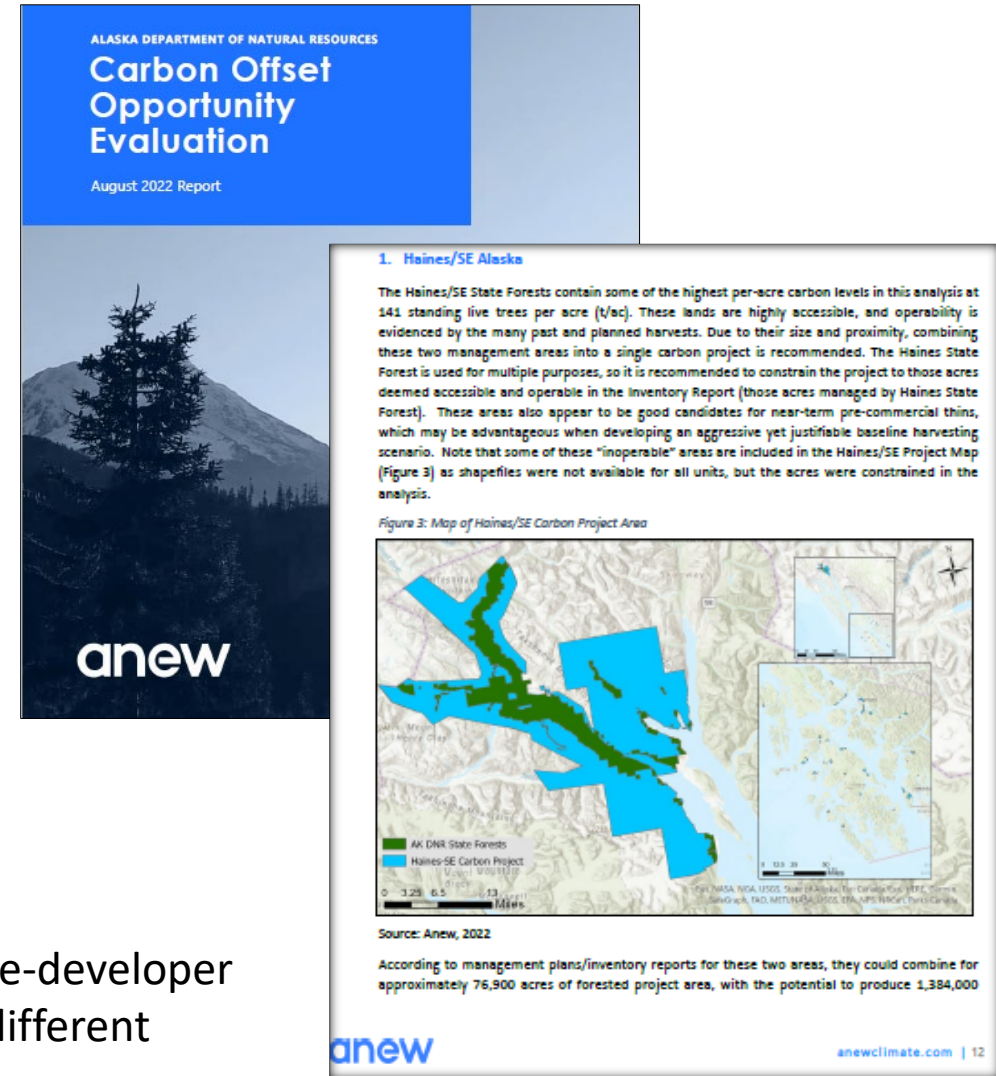 ALASKA DEPARTMENT OF NATURAL RESOURCES
Carbon Offset
Opportunity
Evaluation
August 2022 Report
anew
1. Haines/SE Alaska
The Haines/SE State Forests contain some of the highest per-acre carbon levels in this analysis at
141 standing live trees per acre (t/ac). These lands are highly accessible, and operability is
evidenced by the many past and planned harvests. Due to their size and proximity, combining
these two management areas into a single carbon project is recommended. The Haines State
Forest is used for multiple purposes, so it is recommended to constrain the project to those acres
deemed accessible and operable in the Inventory Report (those acres managed by Haines State
Forest). These areas also appear to be good candidates for near-term pre-commercial thins,
which may be advantageous when developing an aggressive yet justifiable baseline harvesting
scenario. Note that some of these “inoperable” areas are included in the Haines/SE Project Map
(Figure 3) as shapefiles were not available for all units, but the acres were constrained in the
analysis.
Figure 3: Map of Haines/SE Carbon Project Area
N
AK DNR State Forests
Haines-SE Carbon Project
0 3.25 6.5 13
Miles
0 12.5 25 50
Miles
Source: Anew, 2022
According to management plans/inventory reports for these two areas, they could combine for
approximately 76,900 acres of forested project area, with the potential to produce 1,384,000
anew
anewclimate.com | 12
e-developer
different